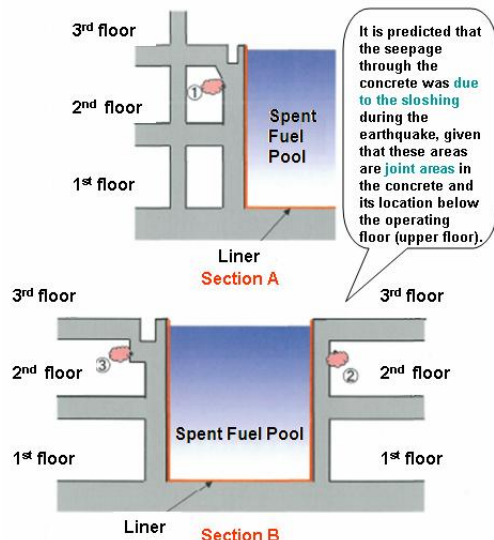 3rd floor
2nd floor
1st floor
①
Spent
Fuel
Pool
Liner
Section A
It is predicted that
the seepage
through the
concrete was due
to the sloshing
during the
earthquake, given
that these areas
are joint areas in
the concrete and
its location below
the operating
floor (upper floor).
3rd floor
3rd floor
③
②
2nd floor
2nd floor
Spent Fuel Pool
1st floor
1st floor
Liner
Section B